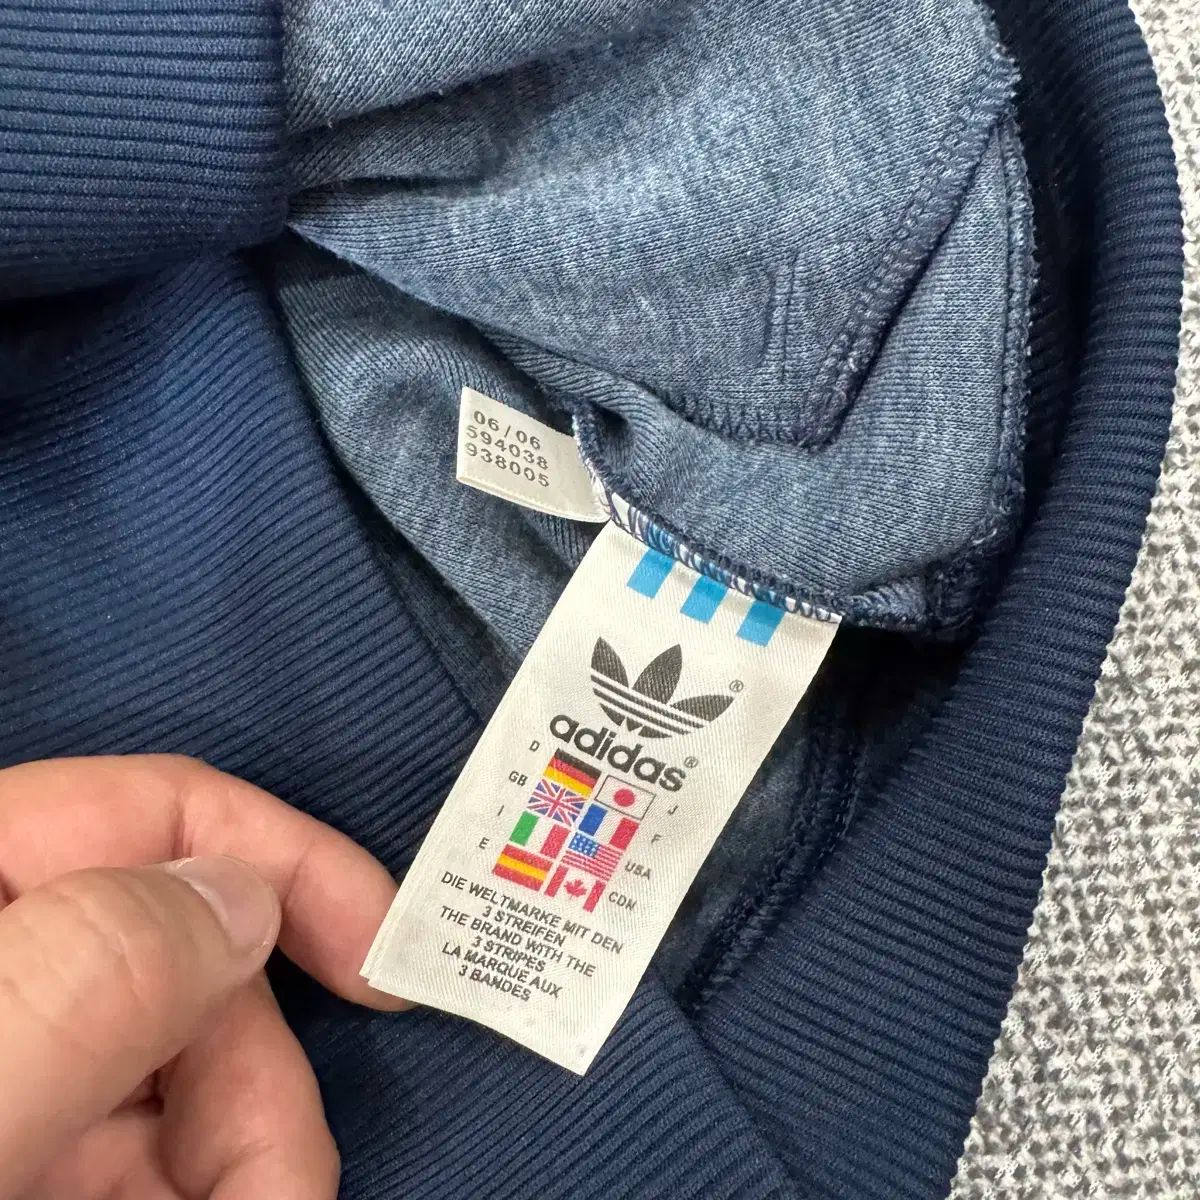 06/06
594038
938005
®
adidas®
D
GB
J
I
F
E
USA
CDN
DIE WELTMARKE MIT DEN
3 STREIFEN
THE BRAND WITH THE
3 STRIPES
LA MARQUE AUX
3 BANDES